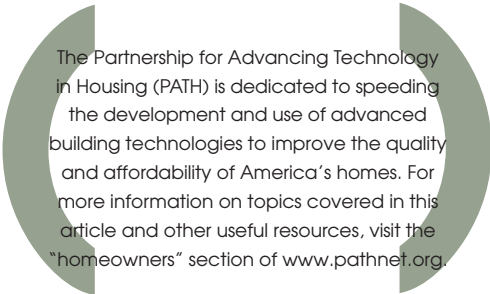 The Partnership for Advancing Technology
in Housing (PATH) is dedicated to speeding
the development and use of advanced
building technologies to improve the quality
and affordability of America’s homes. For
more information on topics covered in this
article and other useful resources, visit the
“homeowners” section of www.pathnet.org.